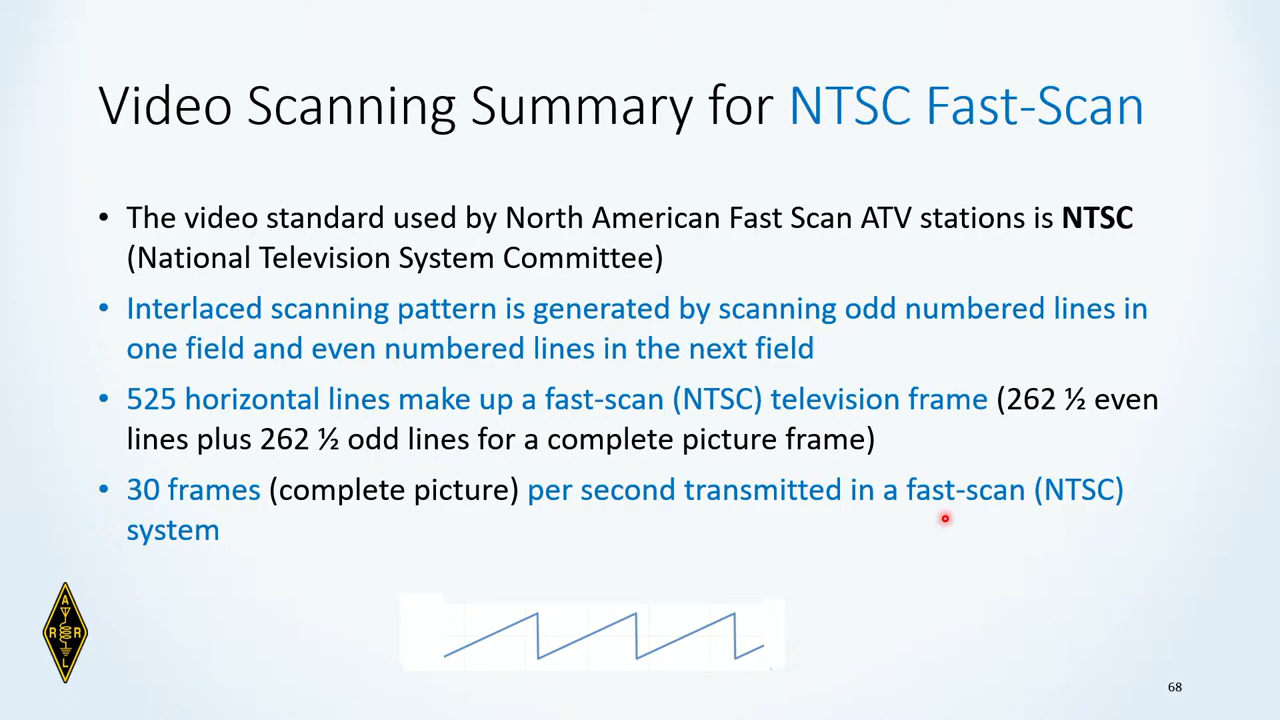 Video Scanning Summary for NTSC Fast-Scan
• The video standard used by North American Fast Scan ATV stations is NTSC
(National Television System Committee)
• Interlaced scanning pattern is generated by scanning odd numbered lines in
one field and even numbered lines in the next field
• 525 horizontal lines make up a fast-scan (NTSC) television frame (262 ½ even
lines plus 262 ½ odd lines for a complete picture frame)
• 30 frames (complete picture) per second transmitted in a fast-scan (NTSC)
system
A
R R
L
68